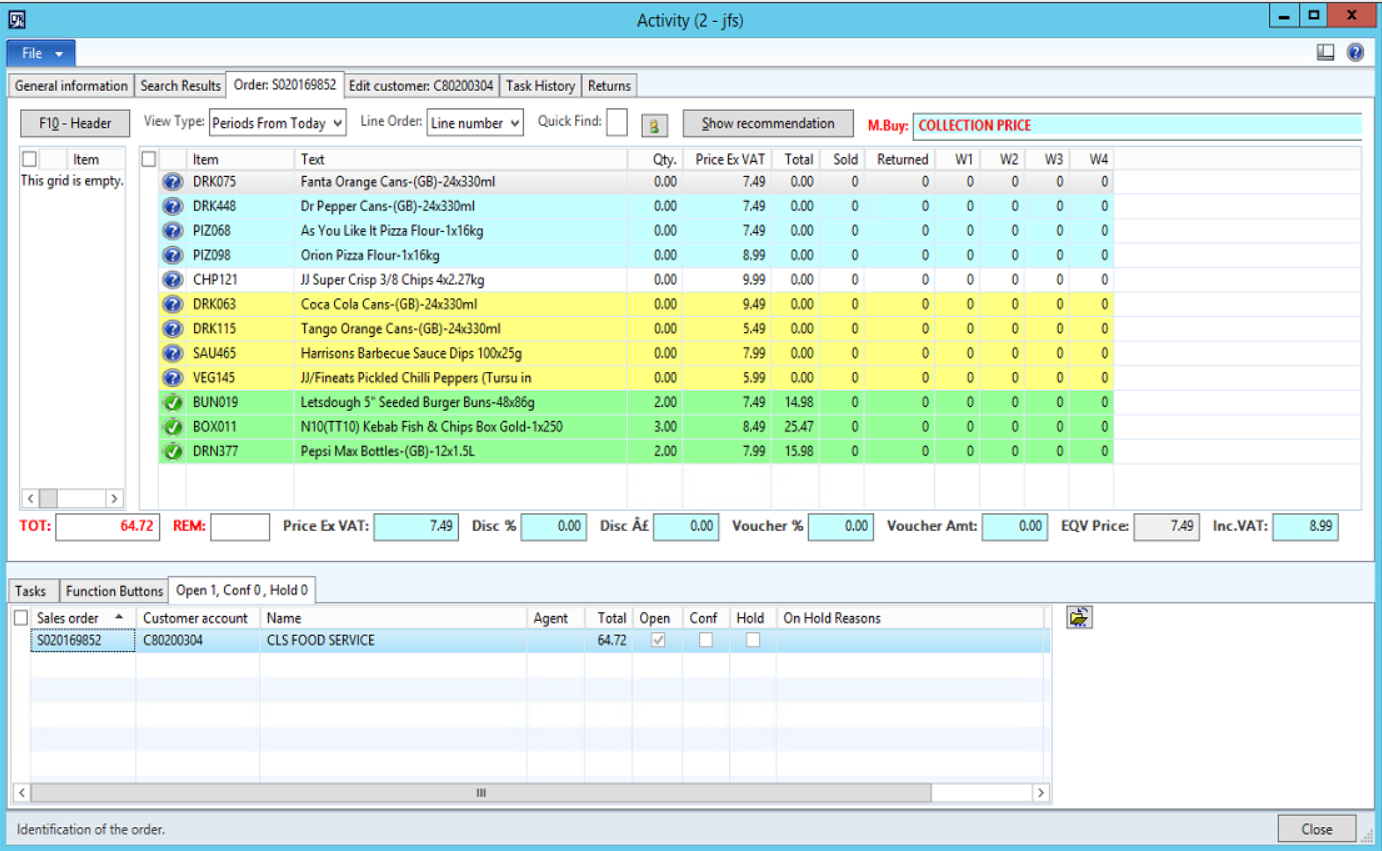 Activity (2 - jfs)
File
General information Search Results Order: S020169852 Edit customer: C80200304 Task History Returns
F10 - Header View Type: Periods From Today Line Order: Line number Quick Find: Show recommendation M.Buy: COLLECTION PRICE
Item Item Text Qty. Price Ex VAT Total Sold Returned W1 W2 W3 W4
This grid is empty. DRK075 Fanta Orange Cans-(GB)-24x330ml 0.00 7.49 0.00 0 0 0 0 0 0
DRK448 Dr Pepper Cans-(GB)-24x330ml 0.00 7.49 0.00 0 0 0 0 0 0
PIZ068 As You Like It Pizza Flour-1x16kg 0.00 7.49 0.00 0 0 0 0 0 0
PIZ098 Orion Pizza Flour-1x16kg 0.00 8.99 0.00 0 0 0 0 0 0
CHP121 JJ Super Crisp 3/8 Chips 4x2.27kg 0.00 9.99 0.00 0 0 0 0 0 0
DRK063 Coca Cola Cans-(GB)-24x330ml 0.00 9.49 0.00 0 0 0 0 0 0
DRK115 Tango Orange Cans-(GB)-24x330ml 0.00 5.49 0.00 0 0 0 0 0 0
SAU465 Harrisons Barbecue Sauce Dips 100x25g 0.00 7.99 0.00 0 0 0 0 0 0
VEG145 JJ/Fineats Pickled Chilli Peppers (Tursu in 0.00 5.99 0.00 0 0 0 0 0 0
BUN019 Letsdough 5" Seeded Burger Buns-48x86g 2.00 7.49 14.98 0 0 0 0 0 0
BOX011 N10(TT10) Kebab Fish & Chips Box Gold-1x250 3.00 8.49 25.47 0 0 0 0 0 0
DRN377 Pepsi Max Bottles-(GB)-12x1.5L 2.00 7.99 15.98 0 0 0 0 0 0
TOT: 64.72 REM: Price Ex VAT: 7.49 Disc % 0.00 Disc Â£ 0.00 Voucher % 0.00 Voucher Amt: 0.00 EQV Price: 7.49 Inc.VAT: 8.99
Tasks Function Buttons Open 1, Conf 0, Hold 0
Sales order Customer account Name Agent Total Open Conf Hold On Hold Reasons
S020169852 C80200304 CLS FOOD SERVICE 64.72
Identification of the order. Close